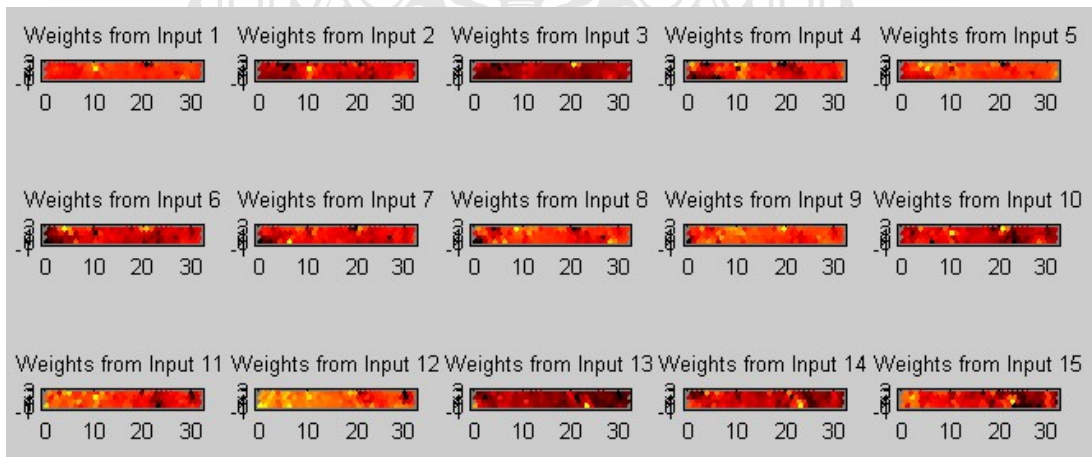 Weights from Input 1 Weights from Input 2 Weights from Input 3 Weights from Input 4 Weights from Input 5
0 10 20 30 0 10 20 30 0 10 20 30 0 10 20 30 0 10 20 30
Weights from Input 6 Weights from Input 7 Weights from Input 8 Weights from Input 9 Weights from Input 10
0 10 20 30 0 10 20 30 0 10 20 30 0 10 20 30 0 10 20 30
Weights from Input 11 Weights from Input 12 Weights from Input 13 Weights from Input 14 Weights from Input 15
0 10 20 30 0 10 20 30 0 10 20 30 0 10 20 30 0 10 20 30